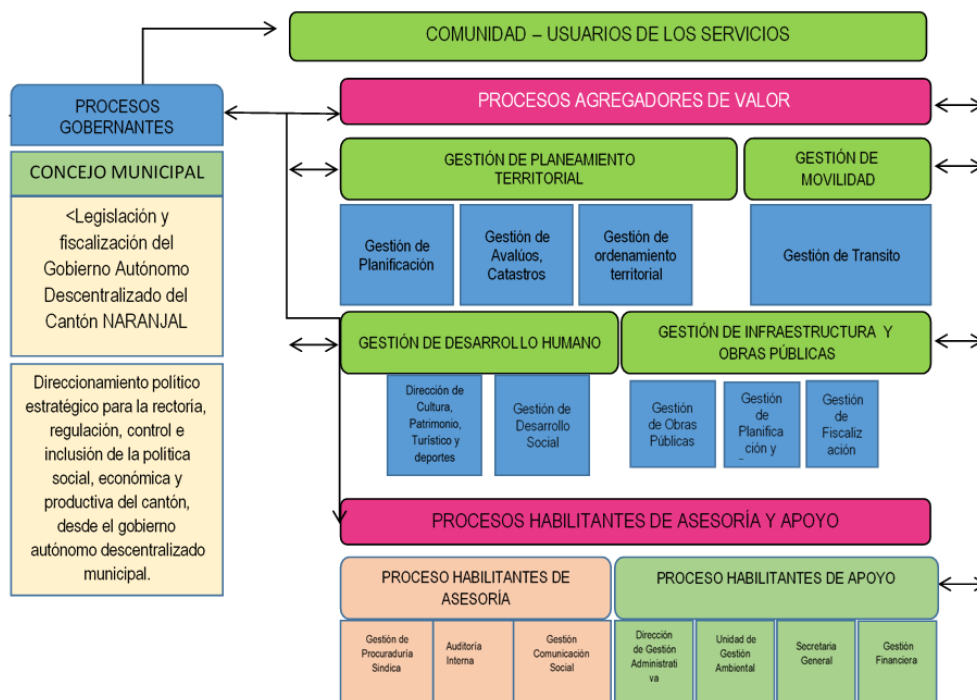 COMUNIDAD – USUARIOS DE LOS SERVICIOS
PROCESOS
GOBERNANTES
CONCEJO MUNICIPAL
<Legislación y
fiscalización del
Gobierno Autónomo
Descentralizado del
Cantón NARANJAL
Direccionamiento político
estratégico para la rectoría,
regulación, control e
inclusión de la política
social, económica y
productiva del cantón,
desde el gobierno
autónomo descentralizado
municipal.
PROCESOS AGREGADORES DE VALOR
GESTIÓN DE PLANEAMIENTO
TERRITORIAL
GESTIÓN DE
MOVILIDAD
Gestión de
Planificación
Gestión de
Avalúos,
Catastros
Gestión de
ordenamiento
territorial
Gestión de Transito
GESTIÓN DE DESARROLLO HUMANO
GESTIÓN DE INFRAESTRUCTURA Y
OBRAS PÚBLICAS
Dirección de
Cultura,
Patrimonio,
Turístico y
deportes
Gestión de
Desarrollo
Social
Gestión
de Obras
Públicas
Gestión
de
Planifica
ción y
Gestión
de
Fiscaliz
ación
PROCESOS HABILITANTES DE ASESORÍA Y APOYO
PROCESO HABILITANTES DE
ASESORÍA
PROCESO HABILITANTES DE APOYO
Gestión de
Procuraduría
Sindica
Auditoría
Interna
Gestión
Comunicación
Social
Dirección
de Gestión
Administrati
va
Unidad de
Gestión
Ambiental
Secretaria
General
Gestión
Financiera